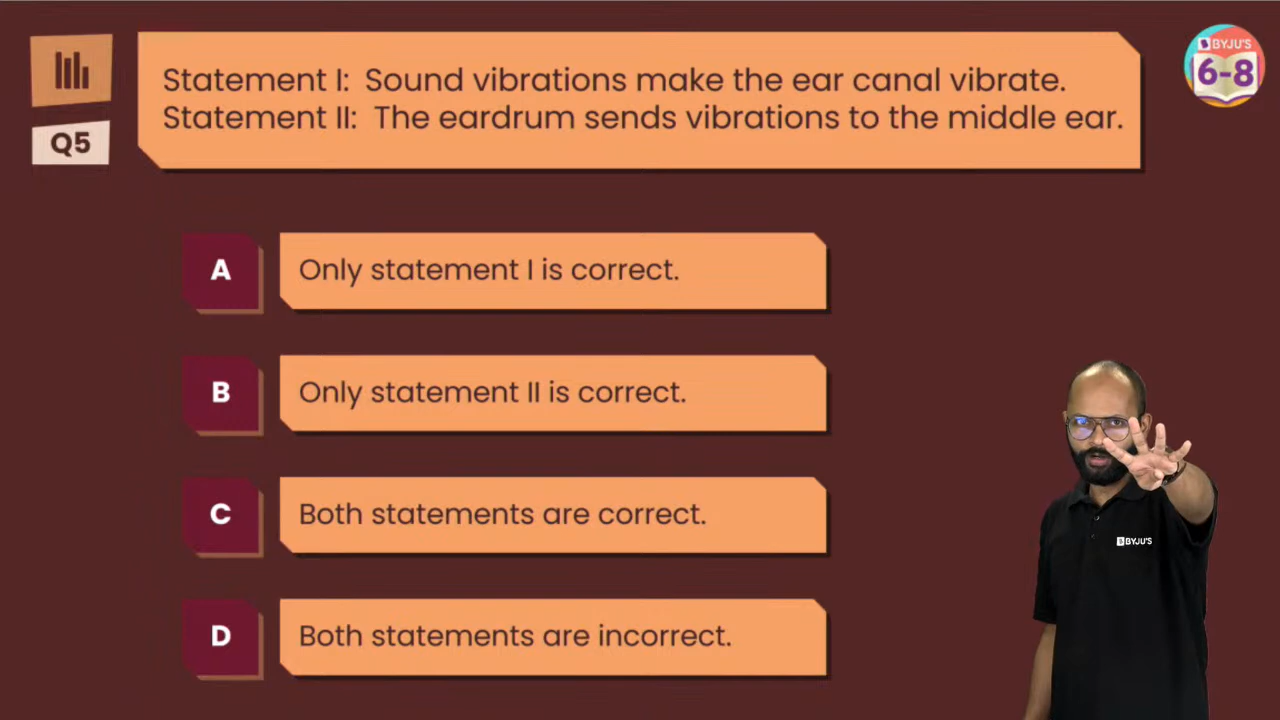 BYJU'S
6-8
Q5
Statement I: Sound vibrations make the ear canal vibrate.
Statement II: The eardrum sends vibrations to the middle ear.
A
Only statement I is correct.
B
Only statement II is correct.
C
Both statements are correct.
D
Both statements are incorrect.
BYJU'S